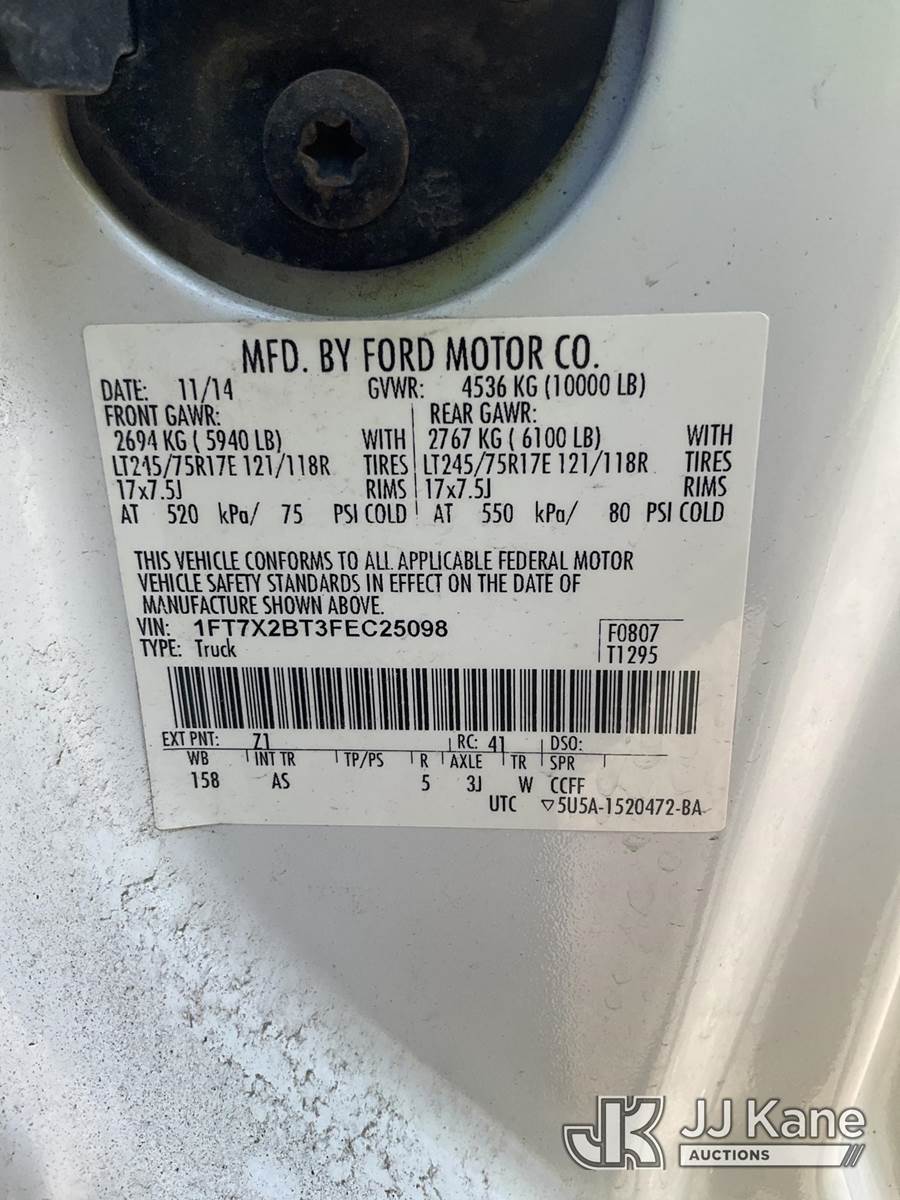 MFD. BY FORD MOTOR CO.
DATE: 11/14 GVWR: 4536 KG (10000 LB)
FRONT GAWR: REAR GAWR:
2694 KG ( 5940 LB) WITH 2767 KG ( 6100 LB) WITH
LT245/75R17E 121/118R TIRES LT245/75R17E 121/118R TIRES
17x7.5J RIMS 17x7.5J RIMS
AT 520 kPa/ 75 PSI COLD AT 550 kPa/ 80 PSI COLD
THIS VEHICLE CONFORMS TO ALL APPLICABLE FEDERAL MOTOR
VEHICLE SAFETY STANDARDS IN EFFECT ON THE DATE OF
MANUFACTURE SHOWN ABOVE.
VIN: 1FT7X2BT3FEC25098 F0807
TYPE: Truck T1295
EXT PNT: Z1 RC: 41 DSO:
WB INT TR TP/PS R AXLE TR SPR
158 AS 5 3J W CCFF
UTC ▽5U5A-1520472-BA
JK JJ Kane
AUCTIONS